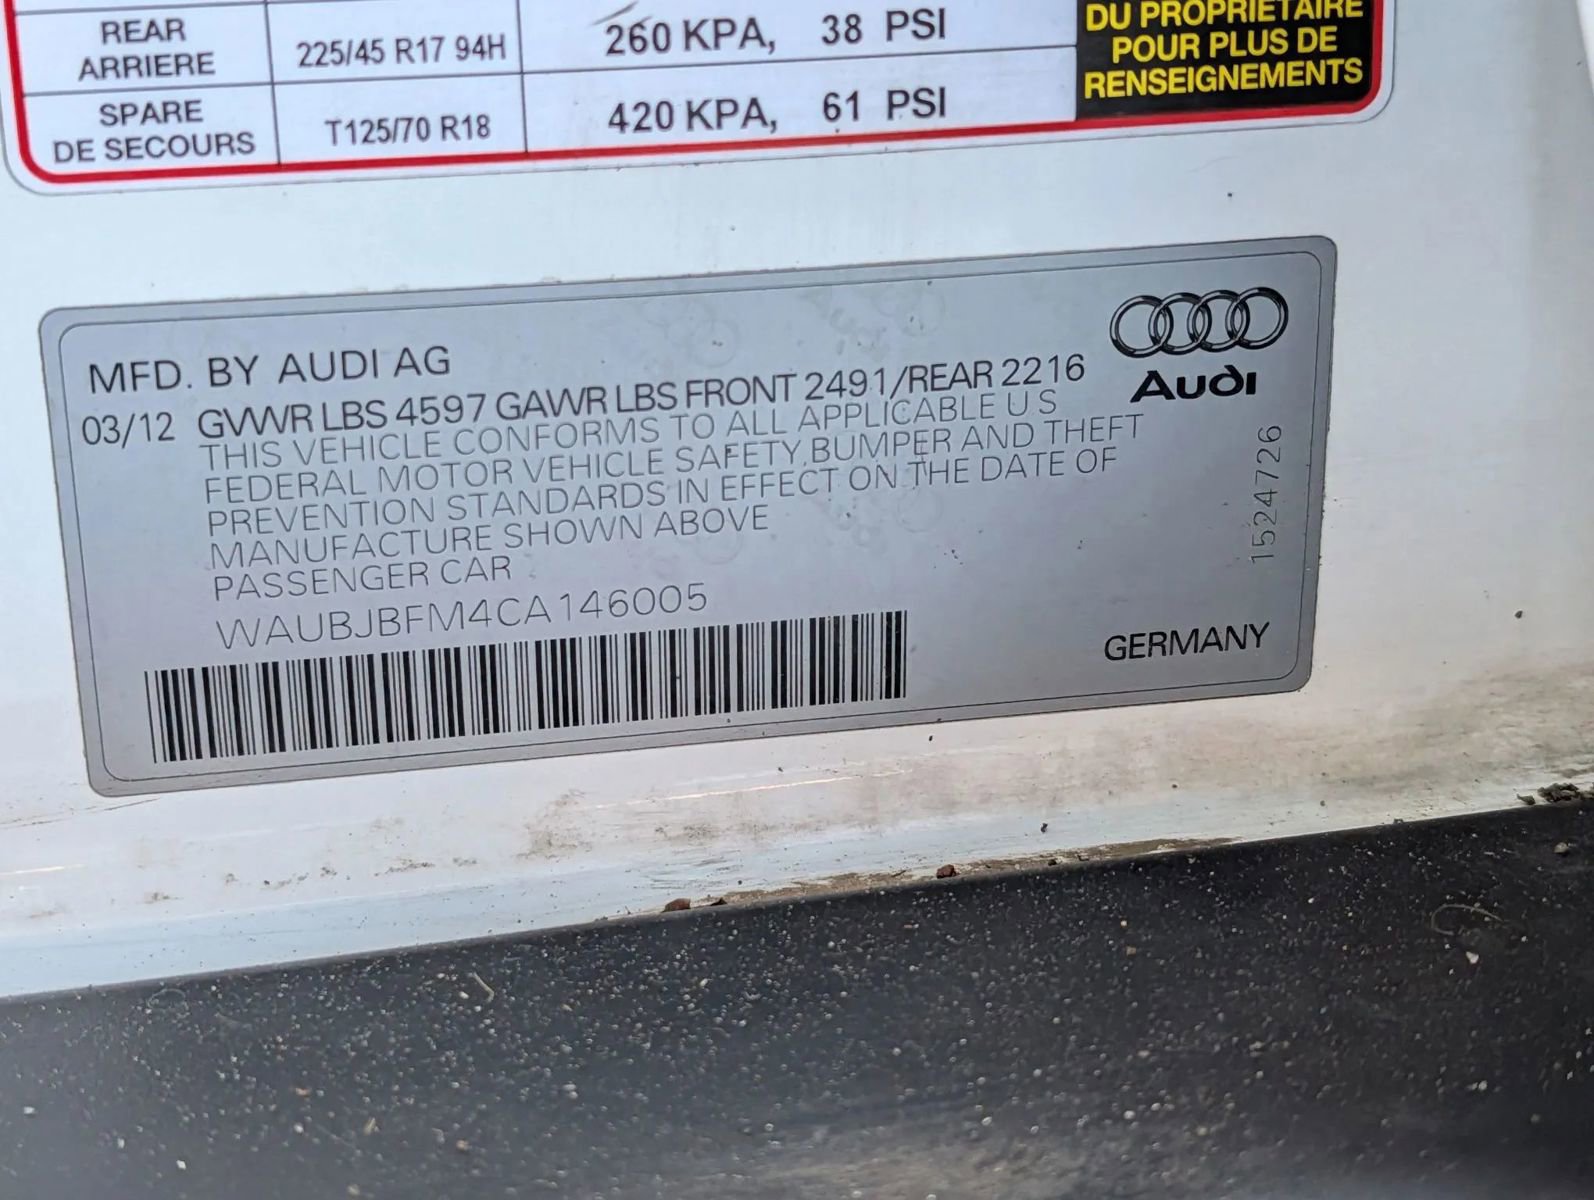 REAR
ARRIERE
225/45 R17 94H
260 KPA, 38 PSI
SPARE
DE SECOURS
T125/70 R18
420 KPA, 61 PSI
DU PROPRIETAIRE
POUR PLUS DE
RENSEIGNEMENTS
MFD. BY AUDI AG
03/12 GVWR LBS 4597 GAWR LBS FRONT 2491/REAR 2216
THIS VEHICLE CONFORMS TO ALL APPLICABLE U S
FEDERAL MOTOR VEHICLE SAFETY, BUMPER AND THEFT
PREVENTION STANDARDS IN EFFECT ON THE DATE OF
MANUFACTURE SHOWN ABOVE
PASSENGER CAR
WAUBJBFM4CA146005
Audi
1524726
GERMANY